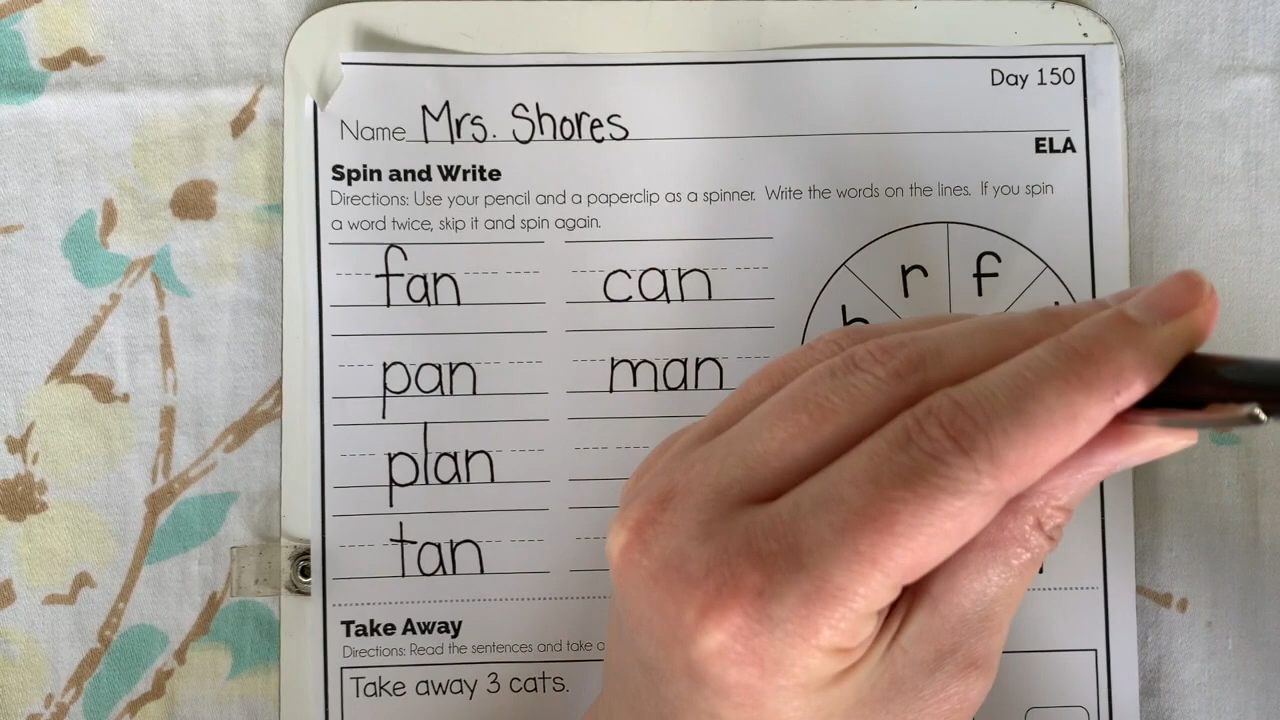 Day 150
Name Mrs. Shores
ELA
Spin and Write
Directions: Use your pencil and a paperclip as a spinner. Write the words on the lines. If you spin
a word twice, skip it and spin again.
fan can
r f
pan man
plan
tan
Take Away
Directions: Read the sentences and take
Take away 3 cats.